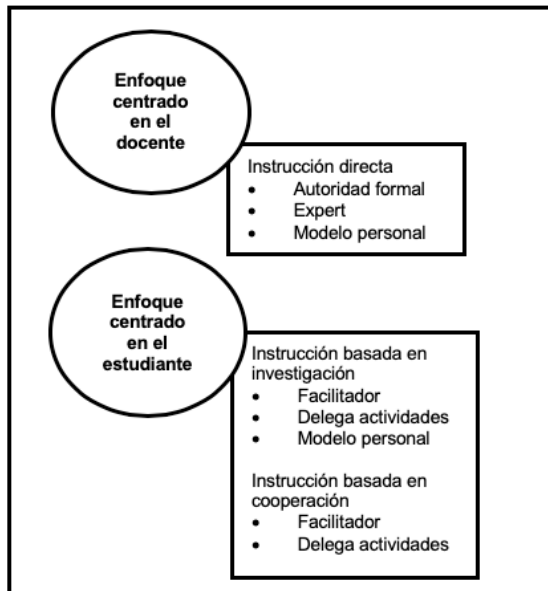 Enfoque
centrado
en el
docente
Instrucción directa
• Autoridad formal
• Expert
• Modelo personal
Enfoque
centrado
en el
estudiante
Instrucción basada en
investigación
• Facilitador
• Delega actividades
• Modelo personal
Instrucción basada en
cooperación
• Facilitador
• Delega actividades